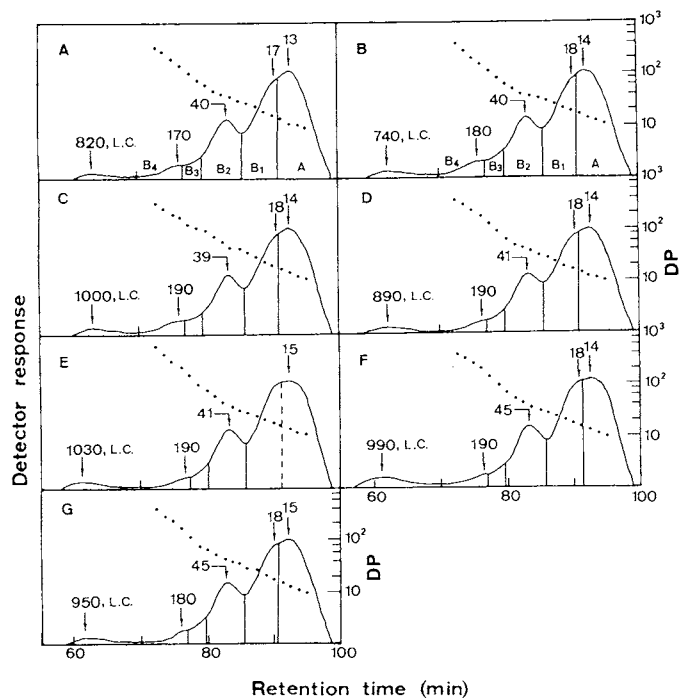 A
820, L.C.
170
40
17
13
B4
B3
B2
B1
A
B
740, L.C.
180
40
18
14
B4
B3
B2
B1
A
10³
10²
10
10³
C
1000, L.C.
190
39
18
14
D
890, L.C.
190
41
18
14
10²
10
10³
DP
E
1030, L.C.
190
41
15
F
990, L.C.
190
45
18
14
10²
10
60
80
100
G
950, L.C.
180
45
18
15
10²
10
DP
60
80
100
Detector response
Retention time (min)